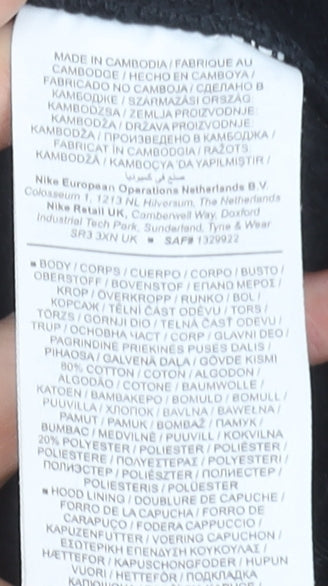 MADE IN CAMBODIA / FABRIQUE AU
CAMBODGE / HECHO EN CAMBOYA /
FABRICADO NO CAMBOJA / СДЕЛАНО В
КАМБОДЖЕ / SZÁRMAZÁSI ORSZÁG:
KAMBODZSA / ZEMLJA PROIZVODNJE:
KAMBODŽA / DRŽAVA PROIZVODNJE:
KAMBODŽA / ПРОИЗВЕДЕНО В КАМБОДЖА /
FABRICAT ÎN CAMBODGIA / RAŽOTS
KAMBODŽĀ / KAMBOÇYA'DA YAPILMIŞTIR /
صنع في كمبوديا
Nike European Operations Netherlands B.V.
Colosseum 1, 1213 NL Hilversum, The Netherlands
Nike Retail UK, Camberwell Way, Doxford
Industrial Tech Park, Sunderland, Tyne & Wear
SR3 3XN UK ■ SAF# 1329922
■ BODY / CORPS / CUERPO / CORPO / BUSTO /
OBERSTOFF / BOVENSTOF / ΕΠΑΝΩ ΜΕΡΟΣ /
KROP / ÖVERKROPP / RUNKO / BOL /
КОРСАЖ / TĚLNÍ ČÁST ODĚVU / TÖRS /
TÖRZS / GORNJI DIO / TELNÁ ČASŤ ODEVU /
TRUP / ОСНОВНА ЧАСТ / CORP / GLAVNI DEO /
PAGRINDINĖ PRIEKINĖS PUSĖS DALIS /
PIHAOSA / GALVENĀ DAĻA / GÖVDE KISMI
80% COTTON / COTON / ALGODÓN /
ALGODÃO / COTONE / BAUMWOLLE /
KATOEN / ΒΑΜΒΑΚΕΡΟ / BOMULD / BOMULL /
PUUVILLA / ХЛОПОК / BAVLNA / BAWEŁNA /
PAMUT / PAMUK / BOMBAŽ / ПАМУК /
BUMBAC / MEDVILNĖ / PUUVILL / KOKVILNA
20% POLYESTER / POLIESTER / POLIÉSTER /
POLIESTERE / ΠΟΛΥΕΣΤΕΡΑΣ / POLYESTERI /
ПОЛИЭСТЕР / POLIÉSZTER / ПОЛИЕСТЕР /
POLIESTERIS / POLÜESTER
■ HOOD LINING / DOUBLURE DE CAPUCHE /
FORRO DE LA CAPUCHA / FORRO DE
CARAPUÇO / FODERA CAPPUCCIO /
KAPUZENFUTTER / VOERING CAPUCHON /
ΕΣΩΤΕΡΙΚΗ ΕΠΕΝΔΥΣΗ ΚΟΥΚΟΥΛΑΣ /
HÆTTEFOR / KAPUSCHONGFODER / HUPUN
VUORI / HETTEFÔR / ПОДКЛАДКА